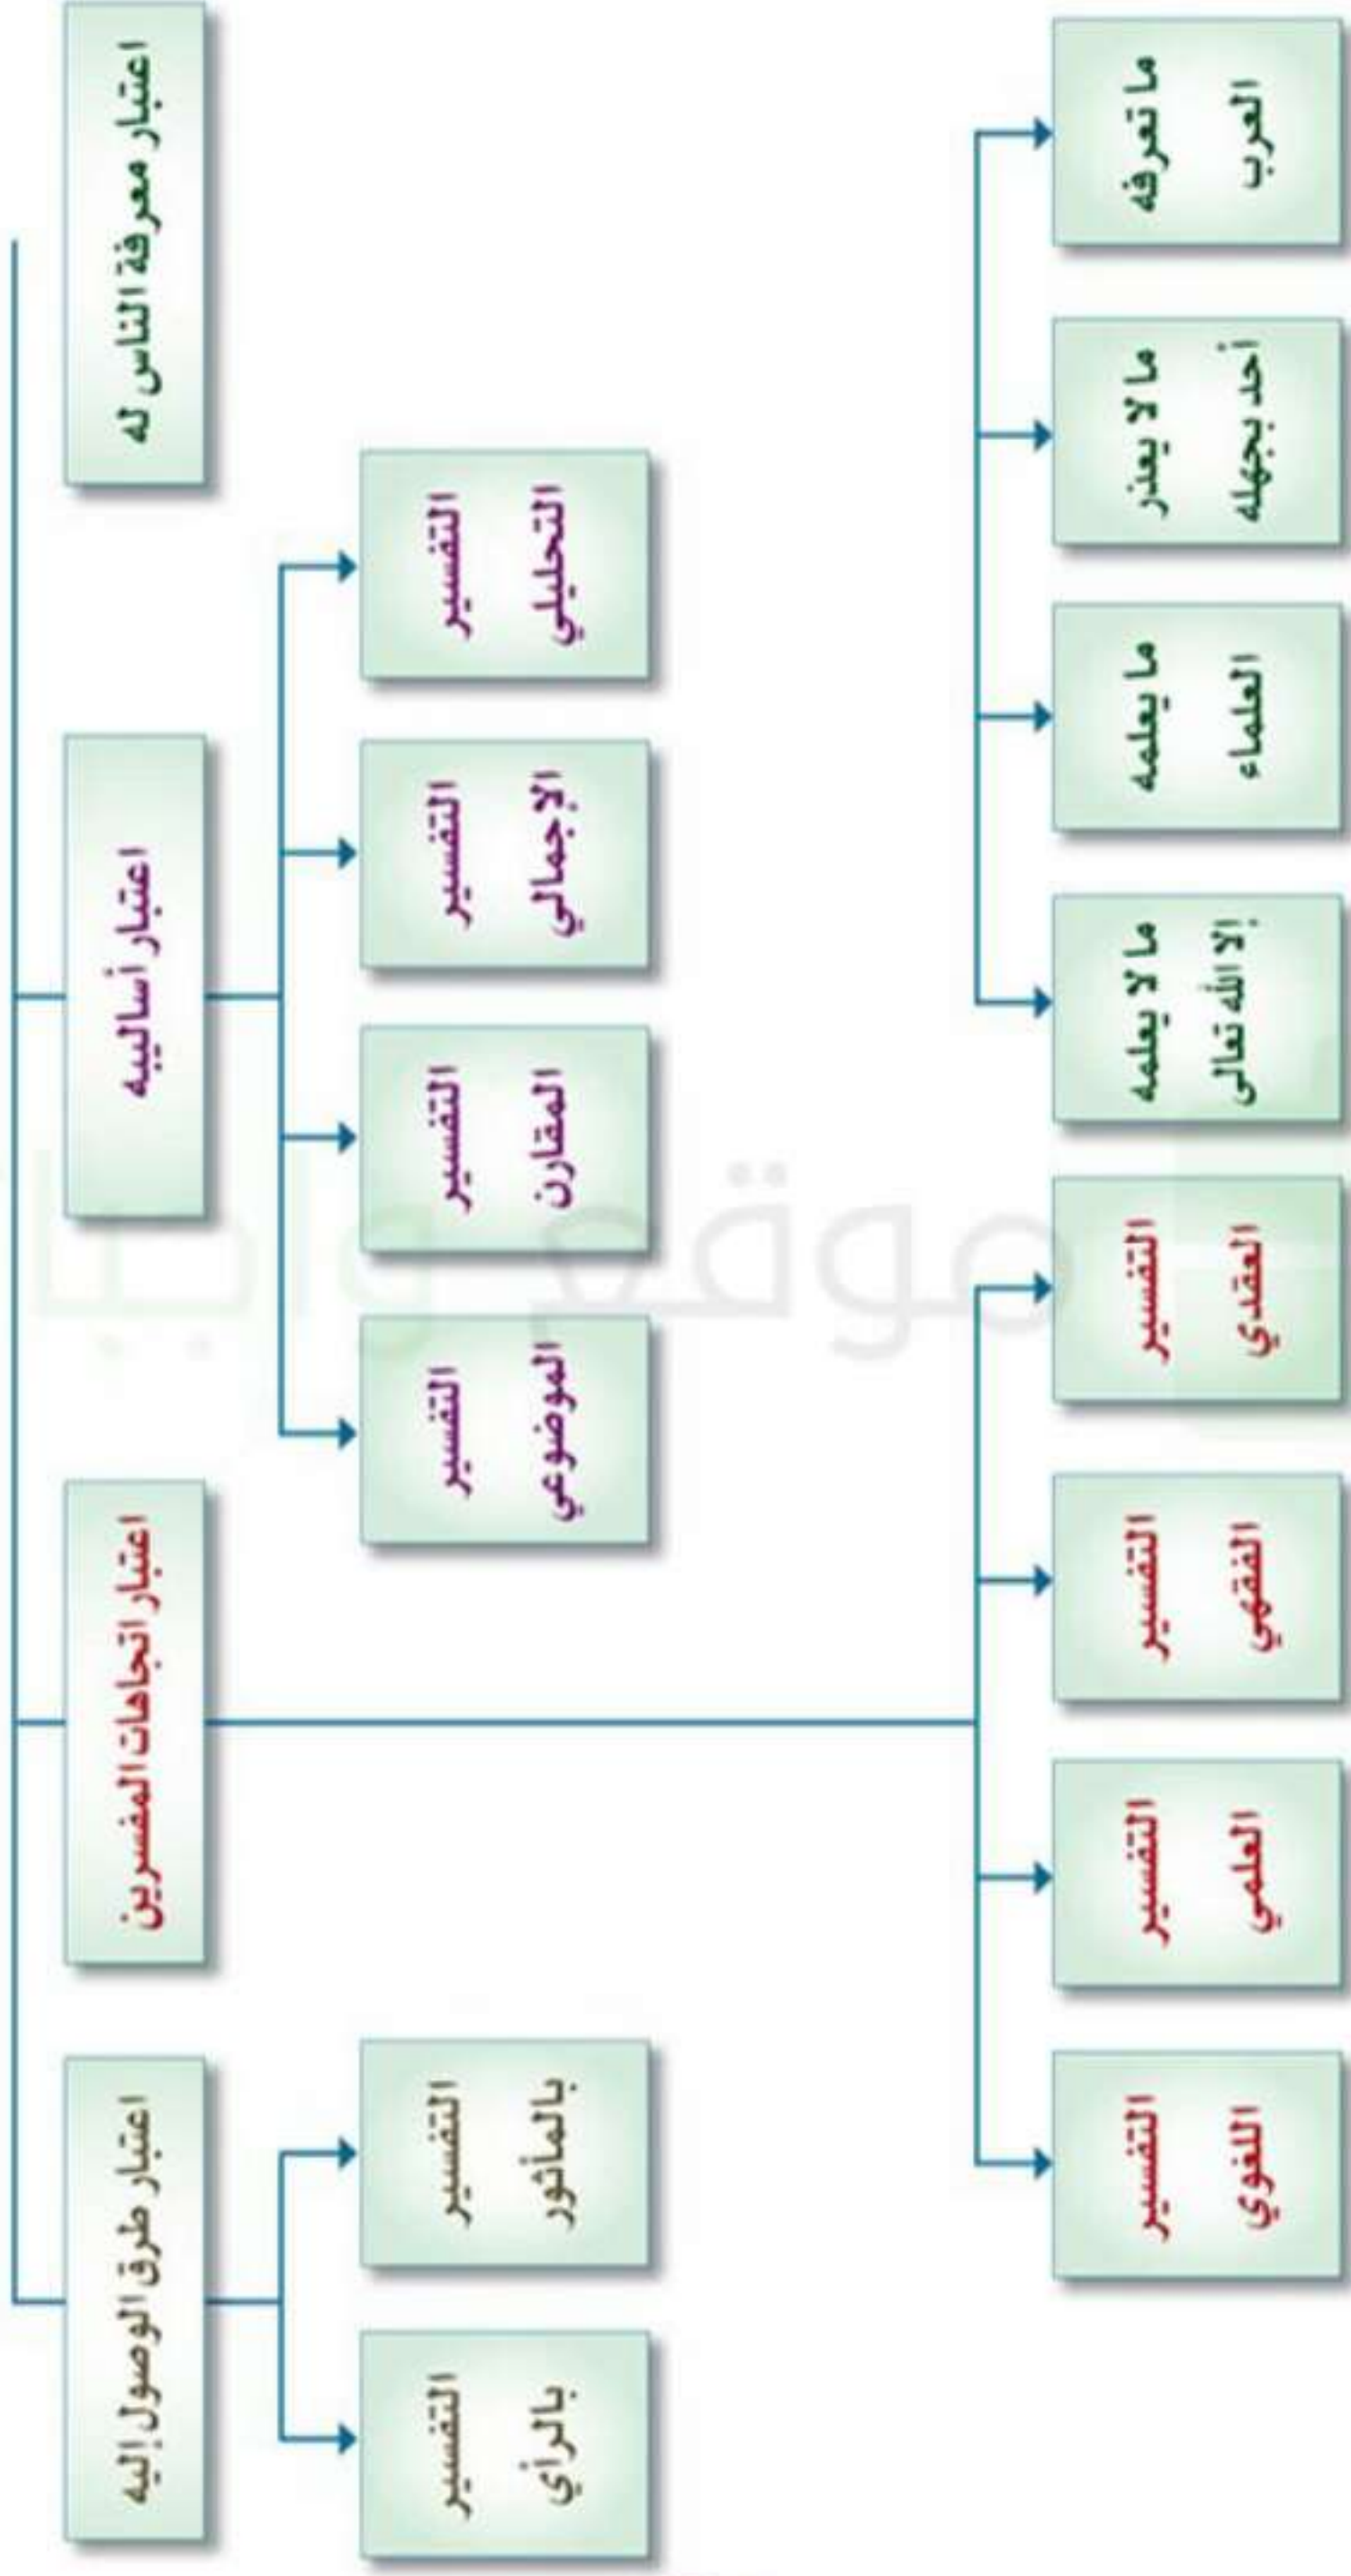 اعتبار معرفة الناس له
اعتبار أساليبه
اعتبار اتجاهات المفسرين
اعتبار طرق الوصول إليه
التفسير
التحليلي
التفسير
الإجمالي
التفسير
المقارن
التفسير
الموضوعي
التفسير
بالمأثور
التفسير
بالرأي
ما تعرفه
العرب
ما لا يعذر
أحد بجهله
ما يعلمه
العلماء
ما لا يعلمه
إلا الله تعالى
التفسير
العقدي
التفسير
الفقهي
التفسير
العلمي
التفسير
اللغوي
موقع